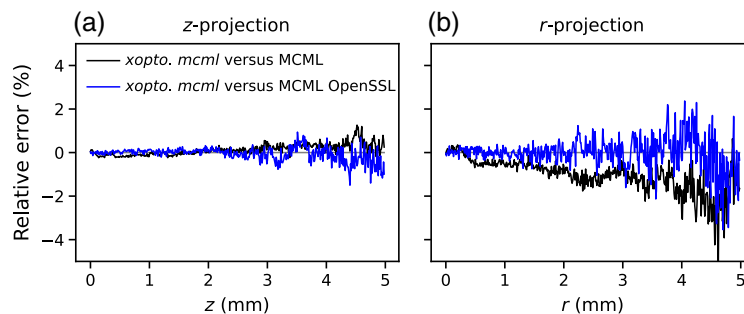 (a) z-projection
(b) r-projection
Relative error (%)
4
2
0
−2
−4
xopto. mcml versus MCML
xopto. mcml versus MCML OpenSSL
0 1 2 3 4 5
0 1 2 3 4 5
z (mm)
r (mm)